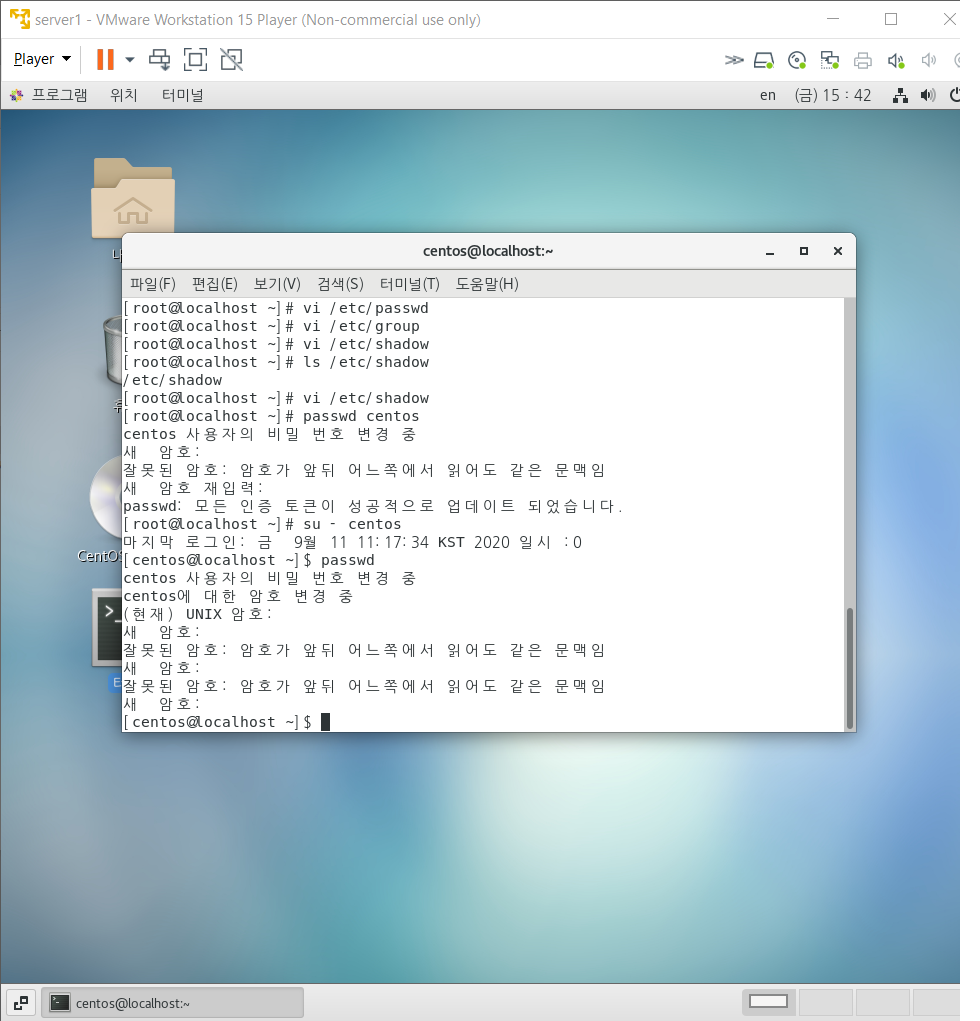 server1 - VMware Workstation 15 Player (Non-commercial use only)
Player
프로그램 위치 터미널 en (금) 15 : 42
centos@localhost:~
파일(F) 편집(E) 보기(V) 검색(S) 터미널(T) 도움말(H)
[root@localhost ~]# vi /etc/passwd
[root@localhost ~]# vi /etc/group
[root@localhost ~]# vi /etc/shadow
[root@localhost ~]# ls /etc/shadow
/etc/shadow
[root@localhost ~]# vi /etc/shadow
[root@localhost ~]# passwd centos
centos 사용자의 비밀 번호 변경 중
새 암호:
잘못된 암호: 암호가 앞뒤 어느쪽에서 읽어도 같은 문맥임
새 암호 재입력:
passwd: 모든 인증 토큰이 성공적으로 업데이트 되었습니다.
[root@localhost ~]# su - centos
마지막 로그인: 금 9월 11 11:17:34 KST 2020 일시 :0
[centos@localhost ~]$ passwd
centos 사용자의 비밀 번호 변경 중
centos에 대한 암호 변경 중
(현재) UNIX 암호:
새 암호:
잘못된 암호: 암호가 앞뒤 어느쪽에서 읽어도 같은 문맥임
새 암호:
잘못된 암호: 암호가 앞뒤 어느쪽에서 읽어도 같은 문맥임
새 암호:
[centos@localhost ~]$
CentOS
centos@localhost:~